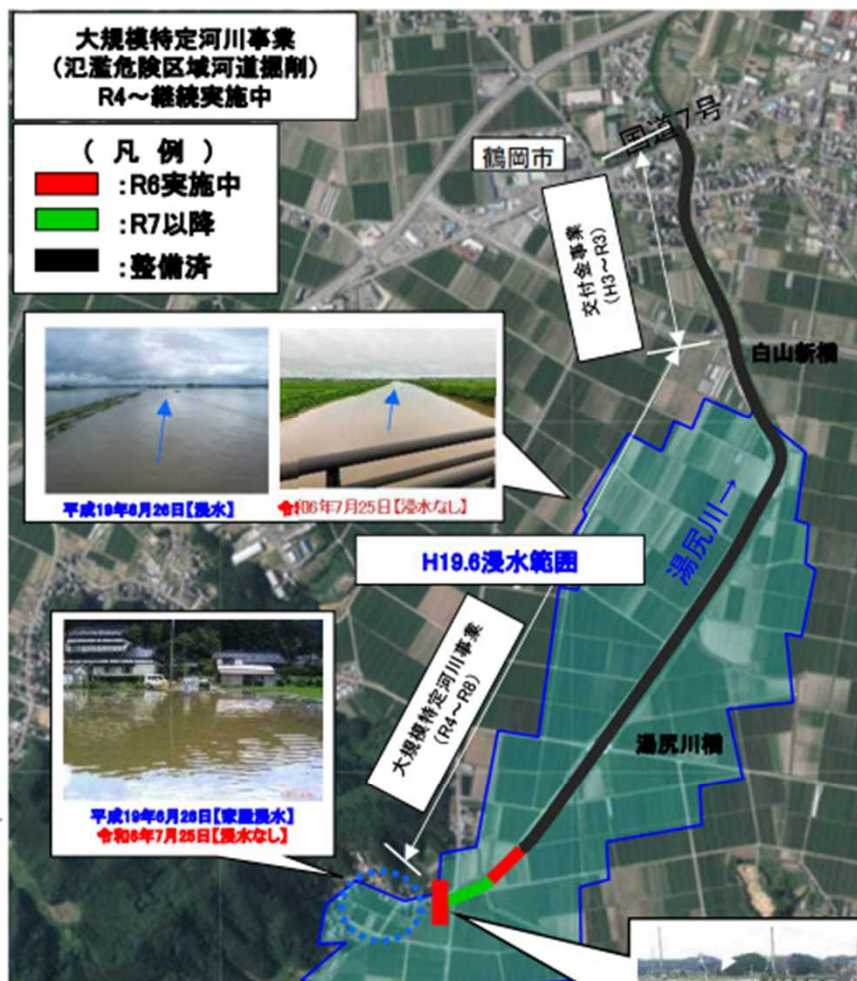 大規模特定河川事業
(氾濫危険区域河道掘削)
R4～継続実施中
(凡例)
:R6実施中
:R7以降
:整備済
国道7号
鶴岡市
交付金事業
(H3～R3)
白山新橋
平成19年6月26日【浸水】
令和6年7月25日【浸水なし】
H19.6浸水範囲
湯尻川→
大規模特定河川事業
(R4～R8)
湯尻川橋
平成19年6月26日【家屋浸水】
令和6年7月25日【浸水なし】